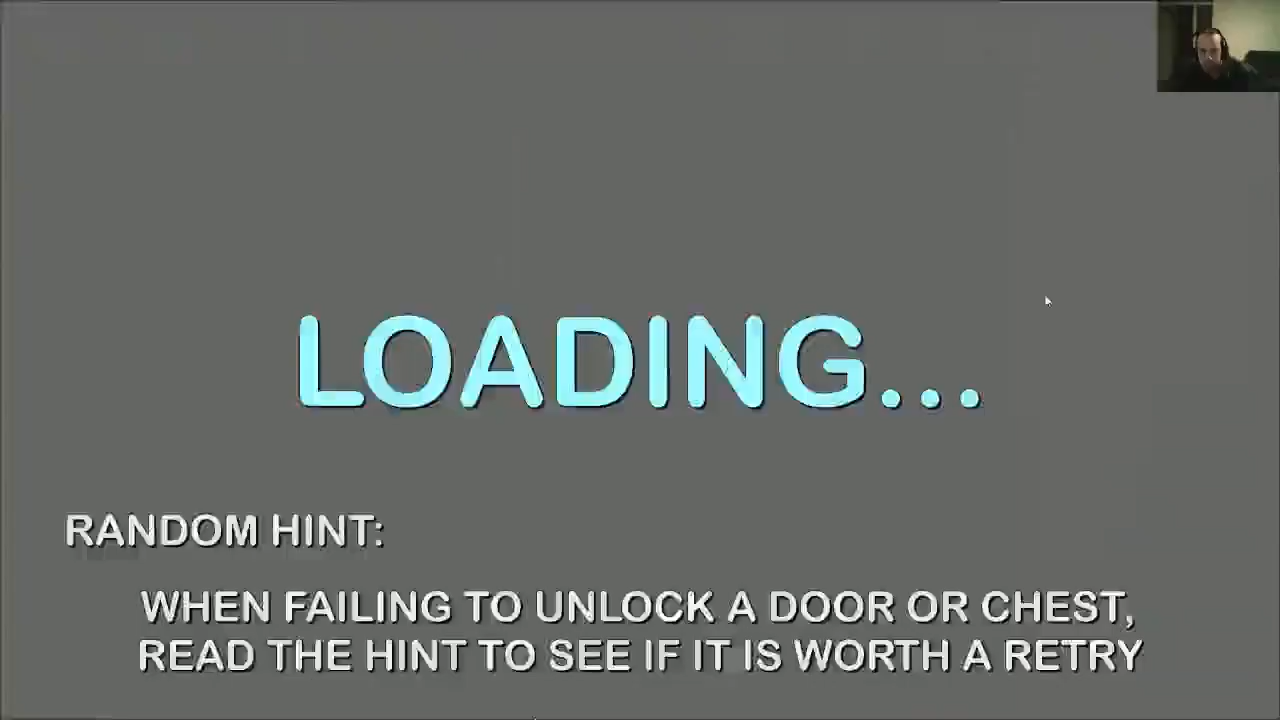 LOADING...
RANDOM HINT:
WHEN FAILING TO UNLOCK A DOOR OR CHEST,
READ THE HINT TO SEE IF IT IS WORTH A RETRY